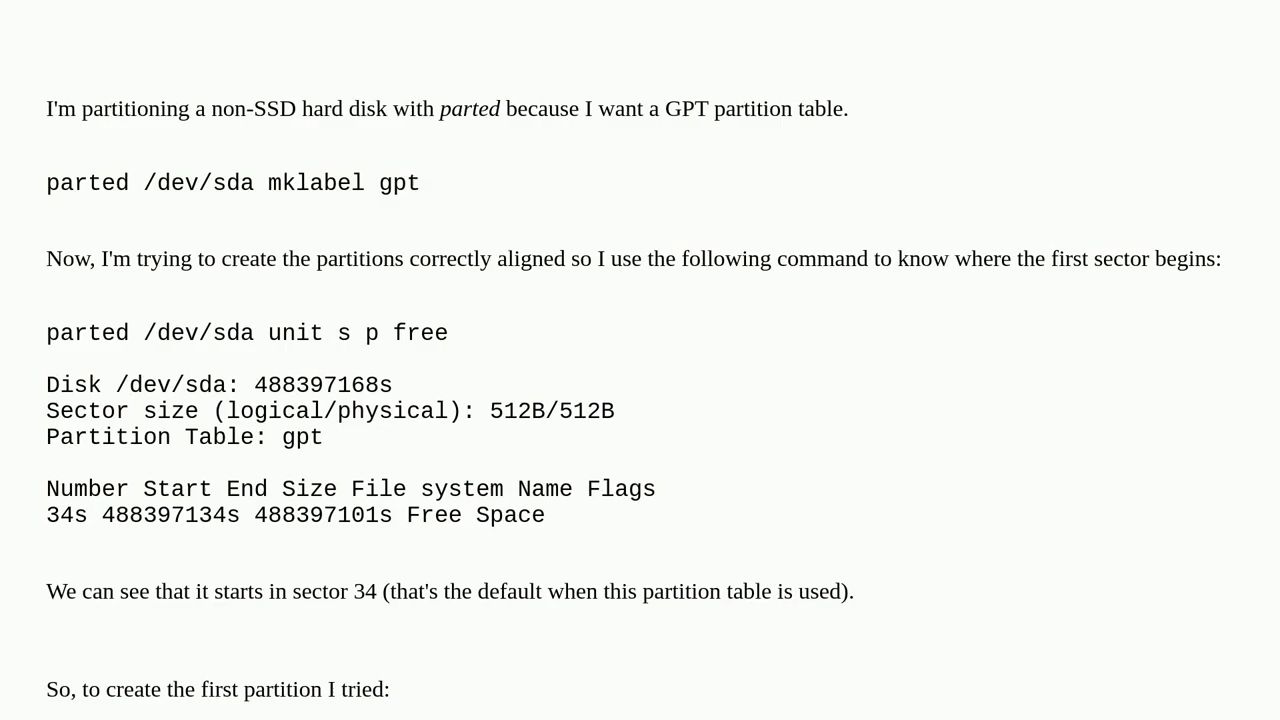 I'm partitioning a non-SSD hard disk with parted because I want a GPT partition table.
parted /dev/sda mklabel gpt
Now, I'm trying to create the partitions correctly aligned so I use the following command to know where the first sector begins:
parted /dev/sda unit s p free
Disk /dev/sda: 488397168s
Sector size (logical/physical): 512B/512B
Partition Table: gpt
Number Start End Size File system Name Flags
34s 488397134s 488397101s Free Space
We can see that it starts in sector 34 (that's the default when this partition table is used).
So, to create the first partition I tried: